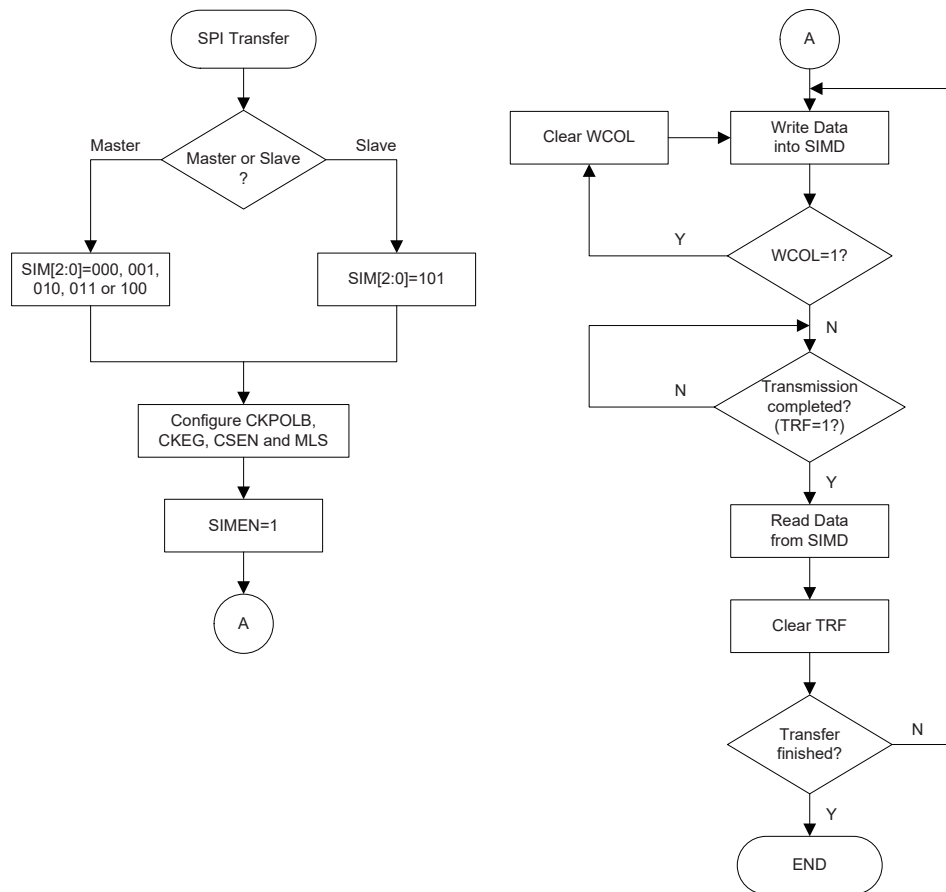 SPI Transfer
Master
Master or Slave
?
Slave
SIM[2:0]=000, 001,
010, 011 or 100
SIM[2:0]=101
Configure CKPOLB,
CKEG, CSEN and MLS
SIMEN=1
A
A
Clear WCOL
Write Data
into SIMD
Y
WCOL=1?
N
N
Transmission
completed?
(TRF=1?)
Y
Read Data
from SIMD
Clear TRF
Transfer
finished?
N
Y
END